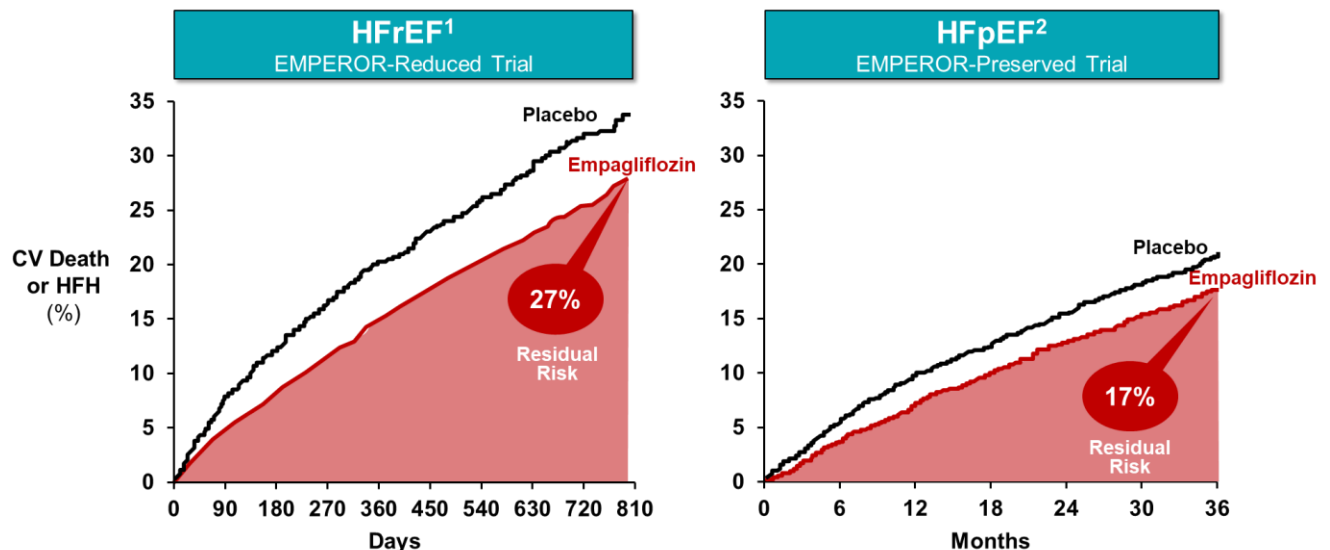 HFrEF¹
EMPEROR-Reduced Trial
35
30
25
20
15
10
5
0
CV Death
or HFH
(%)
Placebo
Empagliflozin
27%
Residual
Risk
0 90 180 270 360 450 540 630 720 810
Days
HFpEF²
EMPEROR-Preserved Trial
35
30
25
20
15
10
5
0
Placebo
Empagliflozin
17%
Residual
Risk
0 6 12 18 24 30 36
Months